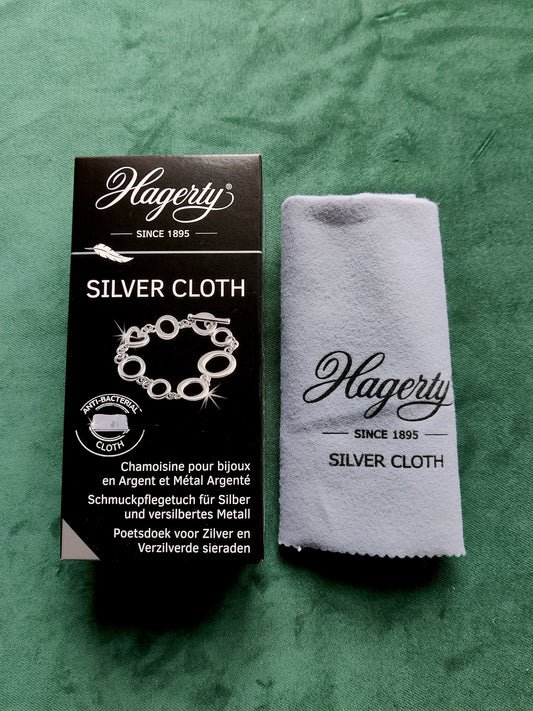 Hagerty®
SINCE 1895
SILVER CLOTH
ANTI-BACTERIAL
CLOTH
Chamoisine pour bijoux
en Argent et Métal Argenté
Schmuckpflegetuch für Silber
und versilbertes Metall
Poetsdoek voor Zilver en
Verzilverde sieraden
Hagerty
SINCE 1895
SILVER CLOTH